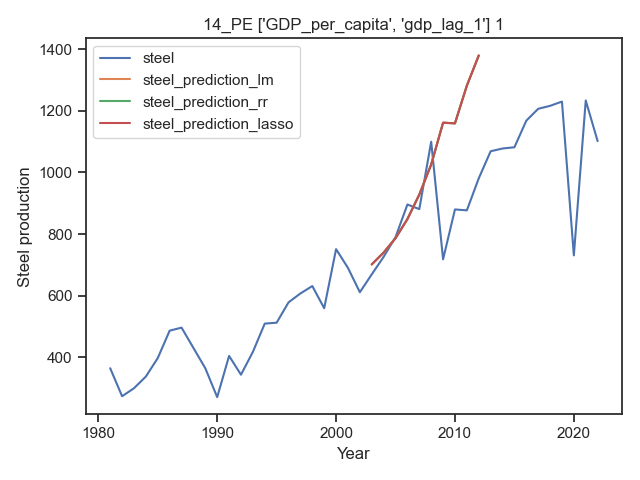 14_PE ['GDP_per_capita', 'gdp_lag_1'] 1
steel
steel_prediction_lm
steel_prediction_rr
steel_prediction_lasso
1400
1200
1000
800
600
400
Steel production
1980
1990
2000
2010
2020
Year